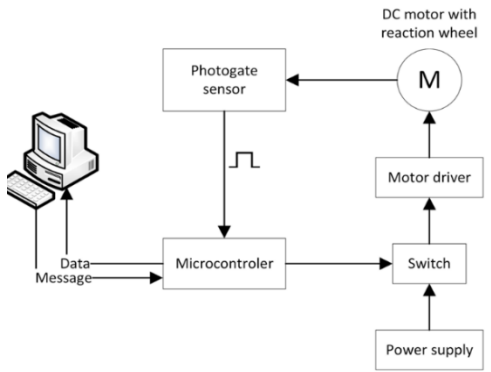 DC motor with
reaction wheel
Photogate
sensor
M
Motor driver
Data
Message
Microcontroler
Switch
Power supply